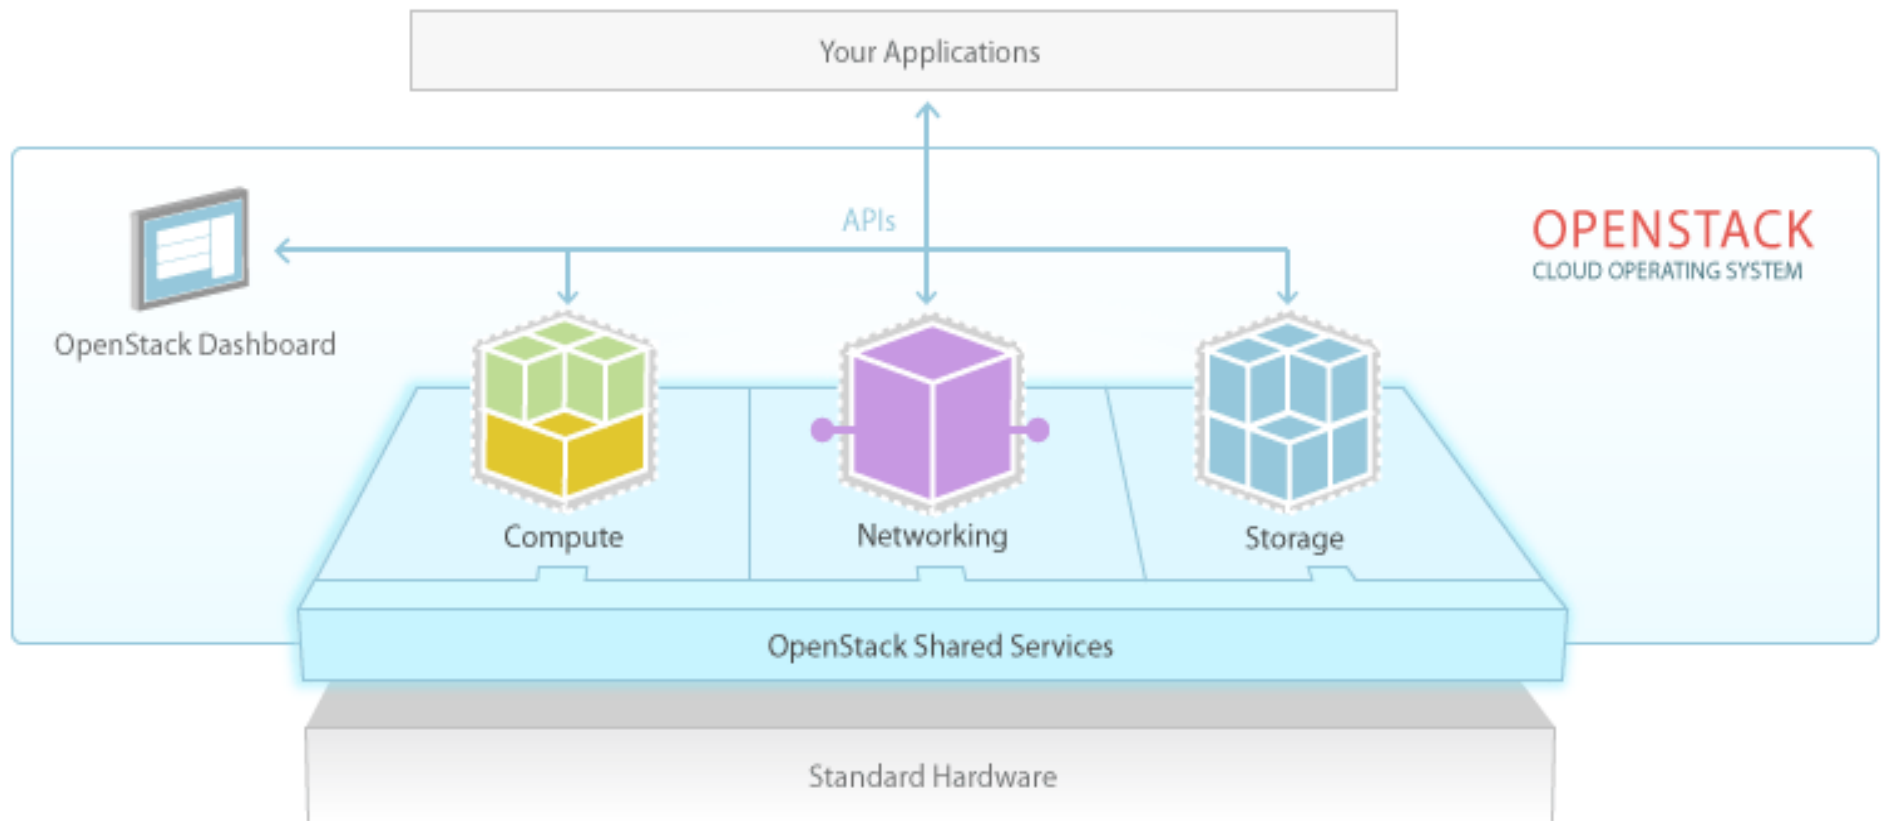 Your Applications
APIs
OPENSTACK
CLOUD OPERATING SYSTEM
OpenStack Dashboard
Compute
Networking
Storage
OpenStack Shared Services
Standard Hardware